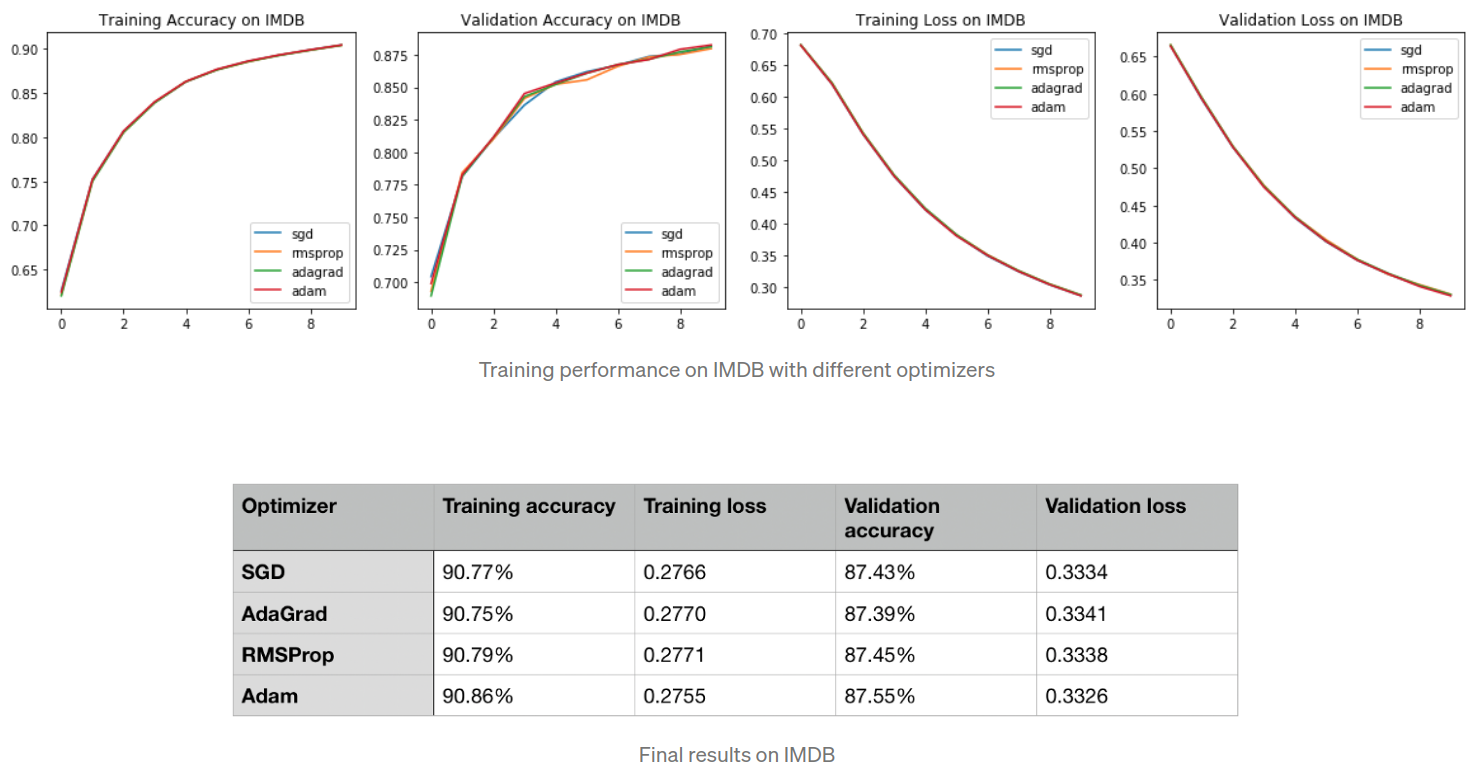 Training Accuracy on IMDB
0.90
0.85
0.80
0.75
0.70
0.65
0 2 4 6 8
sgd
rmsprop
adagrad
adam
Validation Accuracy on IMDB
0.875
0.850
0.825
0.800
0.775
0.750
0.725
0.700
0 2 4 6 8
sgd
rmsprop
adagrad
adam
Training Loss on IMDB
0.70
0.65
0.60
0.55
0.50
0.45
0.40
0.35
0.30
0 2 4 6 8
sgd
rmsprop
adagrad
adam
Validation Loss on IMDB
0.65
0.60
0.55
0.50
0.45
0.40
0.35
0 2 4 6 8
sgd
rmsprop
adagrad
adam
Training performance on IMDB with different optimizers
Optimizer Training accuracy Training loss Validation accuracy Validation loss
SGD 90.77% 0.2766 87.43% 0.3334
AdaGrad 90.75% 0.2770 87.39% 0.3341
RMSProp 90.79% 0.2771 87.45% 0.3338
Adam 90.86% 0.2755 87.55% 0.3326
Final results on IMDB